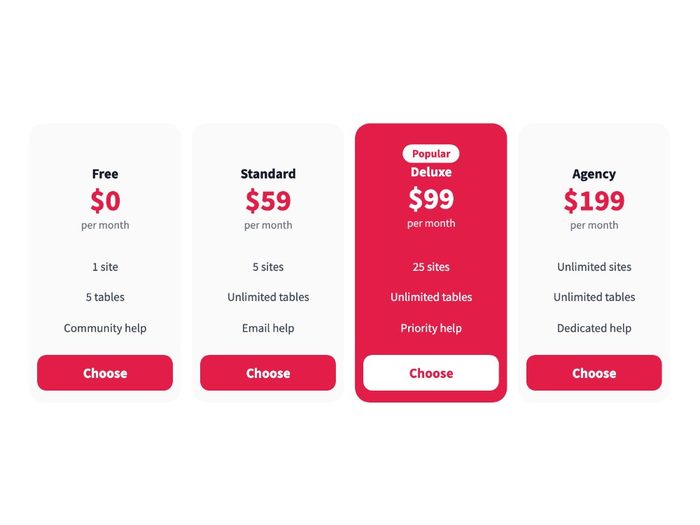 Free
$0
per month
1 site
5 tables
Community help
Choose
Standard
$59
per month
5 sites
Unlimited tables
Email help
Choose
Popular
Deluxe
$99
per month
25 sites
Unlimited tables
Priority help
Choose
Agency
$199
per month
Unlimited sites
Unlimited tables
Dedicated help
Choose